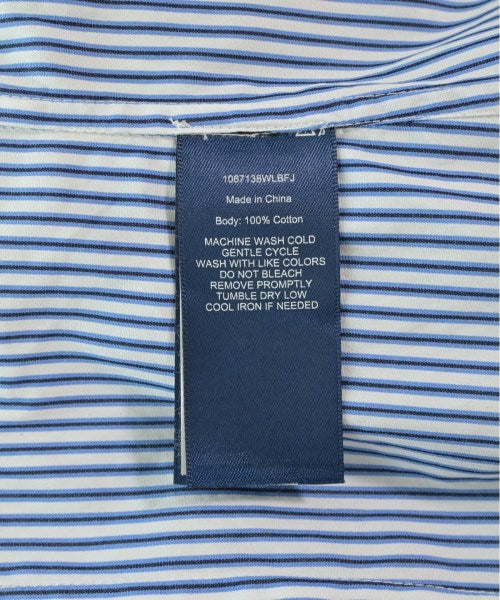 1067138WLBFJ
Made in China
Body: 100% Cotton
MACHINE WASH COLD
GENTLE CYCLE
WASH WITH LIKE COLORS
DO NOT BLEACH
REMOVE PROMPTLY
TUMBLE DRY LOW
COOL IRON IF NEEDED